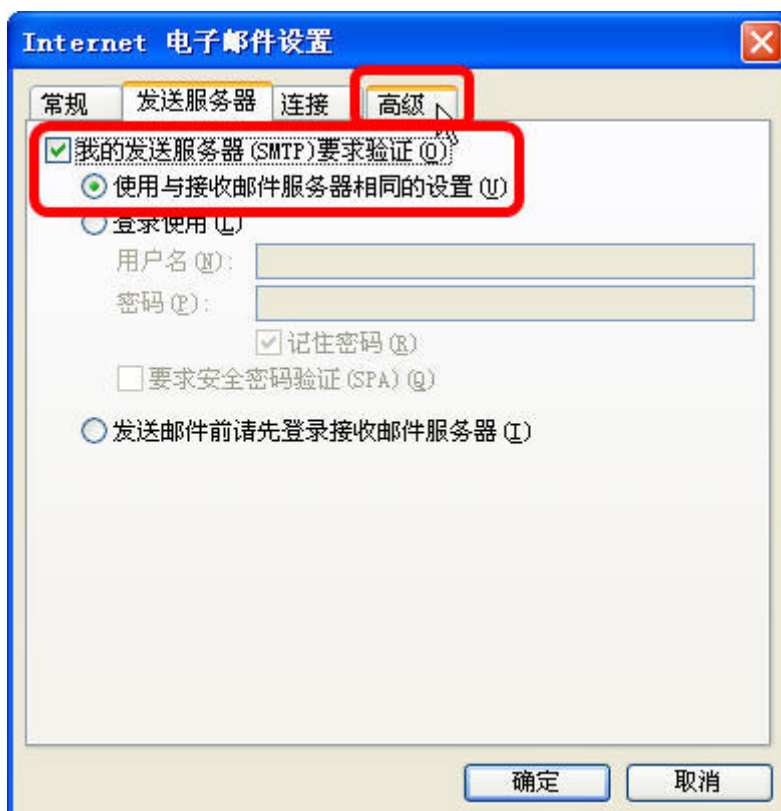 Internet 电子邮件设置
常规 发送服务器 连接 高级
我的发送服务器(SMTP)要求验证(O)
使用与接收邮件服务器相同的设置(U)
登录使用(L)
用户名(N):
密码(P):
记住密码(R)
要求安全密码验证(SPA)(Q)
发送邮件前请先登录接收邮件服务器(I)
确定 取消